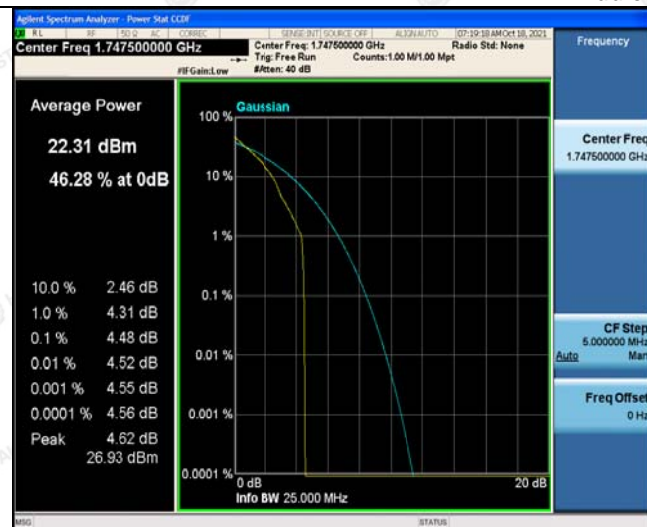 Agilent Spectrum Analyzer - Power Stat CCDF
RL RF 50 Ω AC CORREC SENSE:INT SOURCE OFF ALIGN AUTO 07:19:18 AM Oct 18, 2021
Center Freq 1.747500000 GHz
Center Freq: 1.747500000 GHz Radio Std: None
Trig: Free Run Counts:1.00 M/1.00 Mpt
#IFGain:Low #Atten: 40 dB
Frequency
Average Power
22.31 dBm
46.28 % at 0dB
10.0 % 2.46 dB
1.0 % 4.31 dB
0.1 % 4.48 dB
0.01 % 4.52 dB
0.001 % 4.55 dB
0.0001 % 4.56 dB
Peak 4.62 dB
26.93 dBm
Gaussian
100 %
10 %
1 %
0.1 %
0.01 %
0.001 %
0.0001 %
0 dB 20 dB
Info BW 25.000 MHz
Center Freq
1.747500000 GHz
CF Step
5.000000 MHz
Auto Man
Freq Offset
0 Hz
MSG STATUS